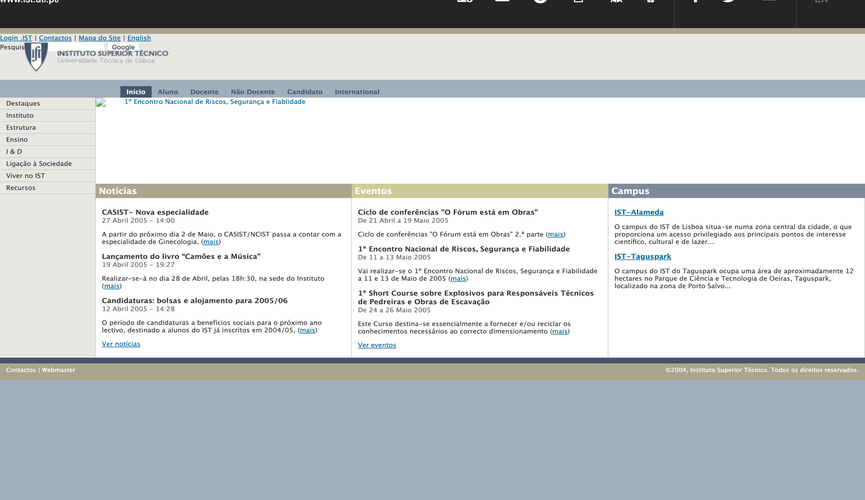 www.ist.utl.pt
EN
Login .IST | Contactos | Mapa do Site | English
Pesquis
Google
INSTITUTO SUPERIOR TÉCNICO
Universidade Técnica de Lisboa
Início Aluno Docente Não Docente Candidato International
Destaques
Instituto
Estrutura
Ensino
I & D
Ligação à Sociedade
Viver no IST
Recursos
1º Encontro Nacional de Riscos, Segurança e Fiablidade
Notícias
CASIST- Nova especialidade
27 Abril 2005 - 14:00
A partir do próximo dia 2 de Maio, o CASIST/NCIST passa a contar com a
especialidade de Ginecologia. (mais)
Lançamento do livro “Camões e a Música”
19 Abril 2005 - 19:27
Realizar-se-à no dia 28 de Abril, pelas 18h:30, na sede do Instituto
(mais)
Candidaturas: bolsas e alojamento para 2005/06
12 Abril 2005 - 14:28
O período de candidaturas a benefícios sociais para o próximo ano
lectivo, destinado a alunos do IST já inscritos em 2004/05, (mais)
Ver notícias
Eventos
Ciclo de conferências "O Fórum está em Obras"
De 21 Abril a 19 Maio 2005
Ciclo de conferências "O Fórum está em Obras" 2.ª parte (mais)
1º Encontro Nacional de Riscos, Segurança e Fiabilidade
De 11 a 13 Maio 2005
Vai realizar-se o 1º Encontro Nacional de Riscos, Segurança e Fiabilidade
a 11 e 13 de Maio de 2005 (mais)
1º Short Course sobre Explosivos para Responsáveis Técnicos
de Pedreiras e Obras de Escavação
De 24 a 26 Maio 2005
Este Curso destina-se essencialmente a fornecer e/ou reciclar os
conhecimentos necessários ao correcto dimensionamento (mais)
Ver eventos
Campus
IST-Alameda
O campus do IST de Lisboa situa-se numa zona central da cidade, o que
proporciona um acesso privilegiado aos principais pontos de interesse
científico, cultural e de lazer...
IST-Taguspark
O campus do IST do Taguspark ocupa uma área de aproximadamente 12
hectares no Parque de Ciência e Tecnologia de Oeiras, Taguspark,
localizado na zona de Porto Salvo...
Contactos | Webmaster
©2004, Instituto Superior Técnico. Todos os direitos reservados.